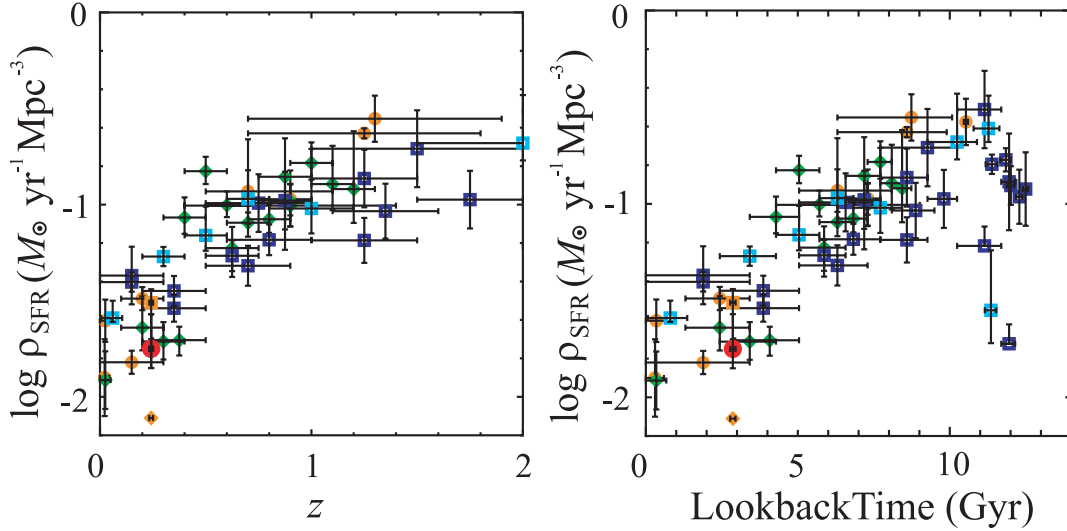 0
-1
-2
log ρSFR (M⊙ yr-1 Mpc-3)
0 1 2
z
0
-1
-2
log ρSFR (M⊙ yr-1 Mpc-3)
0 5 10
LookbackTime (Gyr)